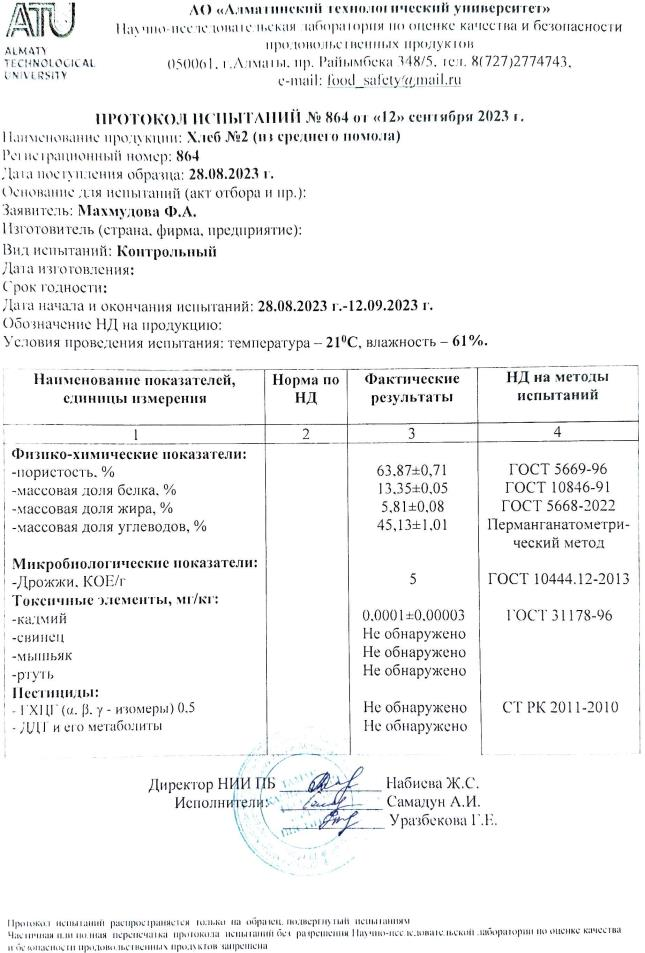 ATU
ALMATY
TECHNOLOGICAL
UNIVERSITY
АО «Алматинский технологический университет»
Научно-исследовательская лаборатория по оценке качества и безопасности
продовольственных продуктов
050061, г.Алматы, пр. Райымбека 348/5, тел. 8(727)2774743,
e-mail: food_safety@mail.ru
ПРОТОКОЛ ИСПЫТАНИЙ № 864 от «12» сентября 2023 г.
Наименование продукции: Хлеб №2 (из среднего помола)
Регистрационный номер: 864
Дата поступления образца: 28.08.2023 г.
Основание для испытаний (акт отбора и пр.):
Заявитель: Махмудова Ф.А.
Изготовитель (страна, фирма, предприятие):
Вид испытаний: Контрольный
Дата изготовления:
Срок годности:
Дата начала и окончания испытаний: 28.08.2023 г.-12.09.2023 г.
Обозначение НД на продукцию:
Условия проведения испытания: температура – 21⁰С, влажность – 61%.
Наименование показателей, единицы измерения | Норма по НД | Фактические результаты | НД на методы испытаний
1 2 3 4
Физико-химические показатели:
-пористость, % 63,87±0,71 ГОСТ 5669-96
-массовая доля белка, % 13,35±0,05 ГОСТ 10846-91
-массовая доля жира, % 5,81±0,08 ГОСТ 5668-2022
-массовая доля углеводов, % 45,13±1,01 Перманганатометри-
ческий метод
Микробиологические показатели:
-Дрожжи, КОЕ/г 5 ГОСТ 10444.12-2013
Токсичные элементы, мг/кг:
-кадмий 0,0001±0,00003 ГОСТ 31178-96
-свинец Не обнаружено
-мышьяк Не обнаружено
-ртуть Не обнаружено
Пестициды:
- ГХЦГ (α, β, γ - изомеры) 0,5 Не обнаружено СТ РК 2011-2010
- ДДТ и его метаболиты Не обнаружено
Директор НИИ ПБ Набиева Ж.С.
Исполнители: Самадун А.И.
Уразбекова Г.Е.
Протокол испытаний распространяется только на образец, подвергнутый испытаниям
Частичная или полная перепечатка протокола испытаний без разрешения Научно-исследовательской лаборатории по оценке качества
и безопасности продовольственных продуктов запрещена